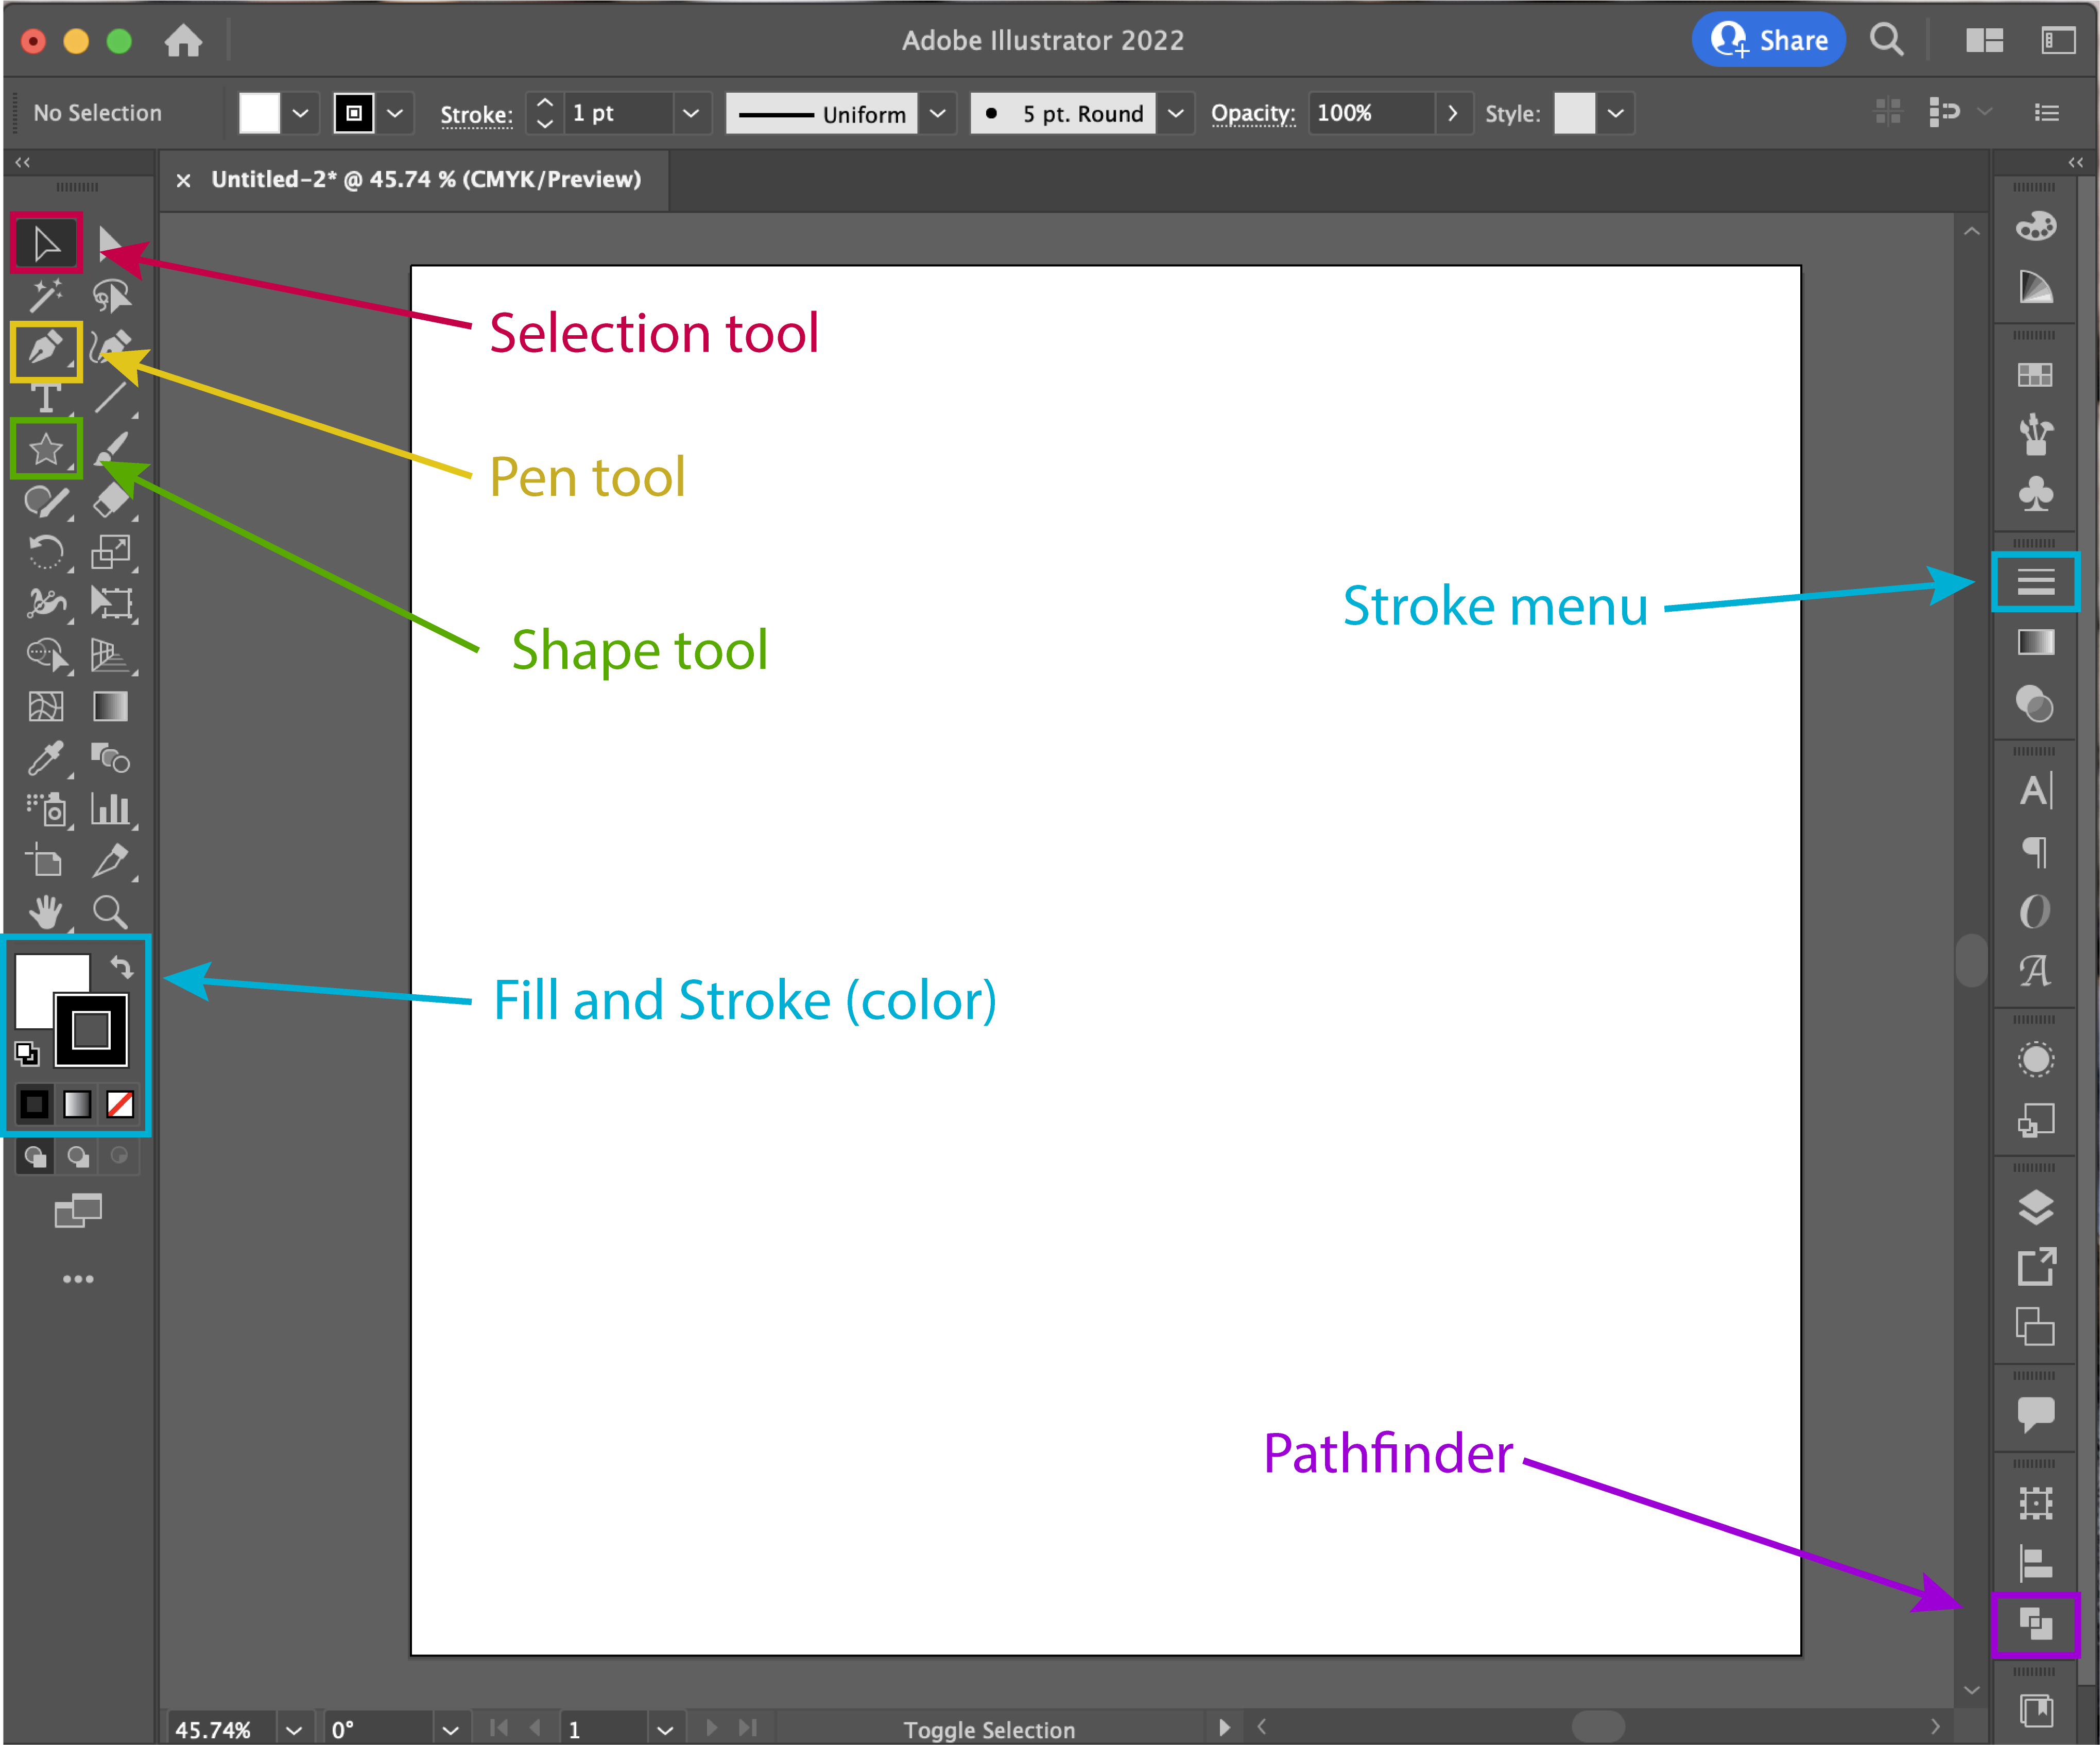 Adobe Illustrator 2022
Share
No Selection
Stroke:
1 pt
Uniform
5 pt. Round
Opacity:
100%
Style:
Untitled-2* @ 45.74 % (CMYK/Preview)
Selection tool
Pen tool
Stroke menu
Shape tool
Fill and Stroke (color)
Pathfinder
45.74%
0°
1
Toggle Selection